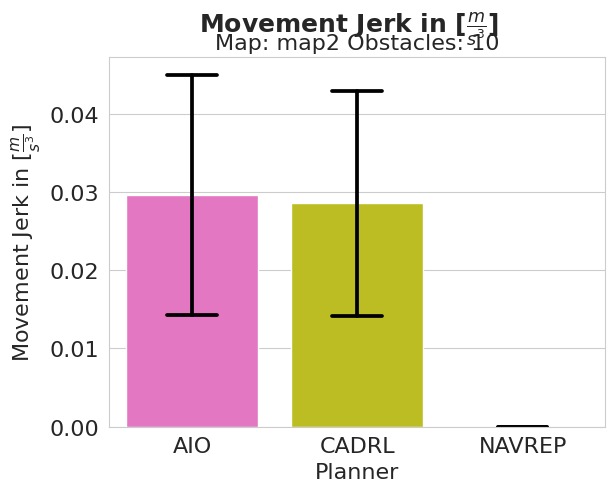 Movement Jerk in [m/s³]
Map: map2 Obstacles: 10
Movement Jerk in [m/s³]
0.04
0.03
0.02
0.01
0.00
AIO CADRL NAVREP
Planner